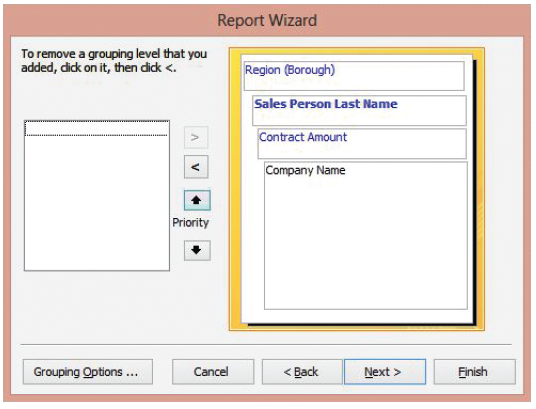 Report Wizard
To remove a grouping level that you
added, click on it, then click <.
Region (Borough)
Sales Person Last Name
Contract Amount
Company Name
>
<
Priority
Grouping Options ...
Cancel
< Back
Next >
Finish